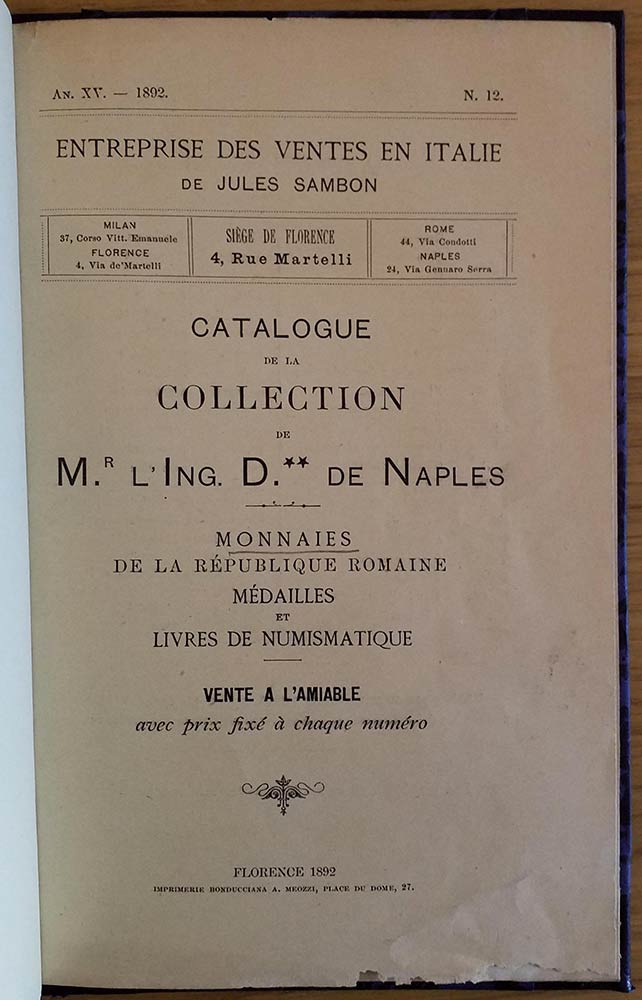 An. XV. — 1892. N. 12.
ENTREPRISE DES VENTES EN ITALIE
DE JULES SAMBON
MILAN
37, Corso Vitt. Emanuele
FLORENCE
4, Via de'Martelli
SIÈGE DE FLORENCE
4, Rue Martelli
ROME
44, Via Condotti
NAPLES
24, Via Gennaro Serra
CATALOGUE
DE LA
COLLECTION
DE
M.R L'ING. D.** DE NAPLES
MONNAIES
DE LA RÉPUBLIQUE ROMAINE
MÉDAILLES
ET
LIVRES DE NUMISMATIQUE
VENTE A L'AMIABLE
avec prix fixé à chaque numéro
FLORENCE 1892
IMPRIMERIE BONDUCCIANA A. MEOZZI, PLACE DU DOME, 27.